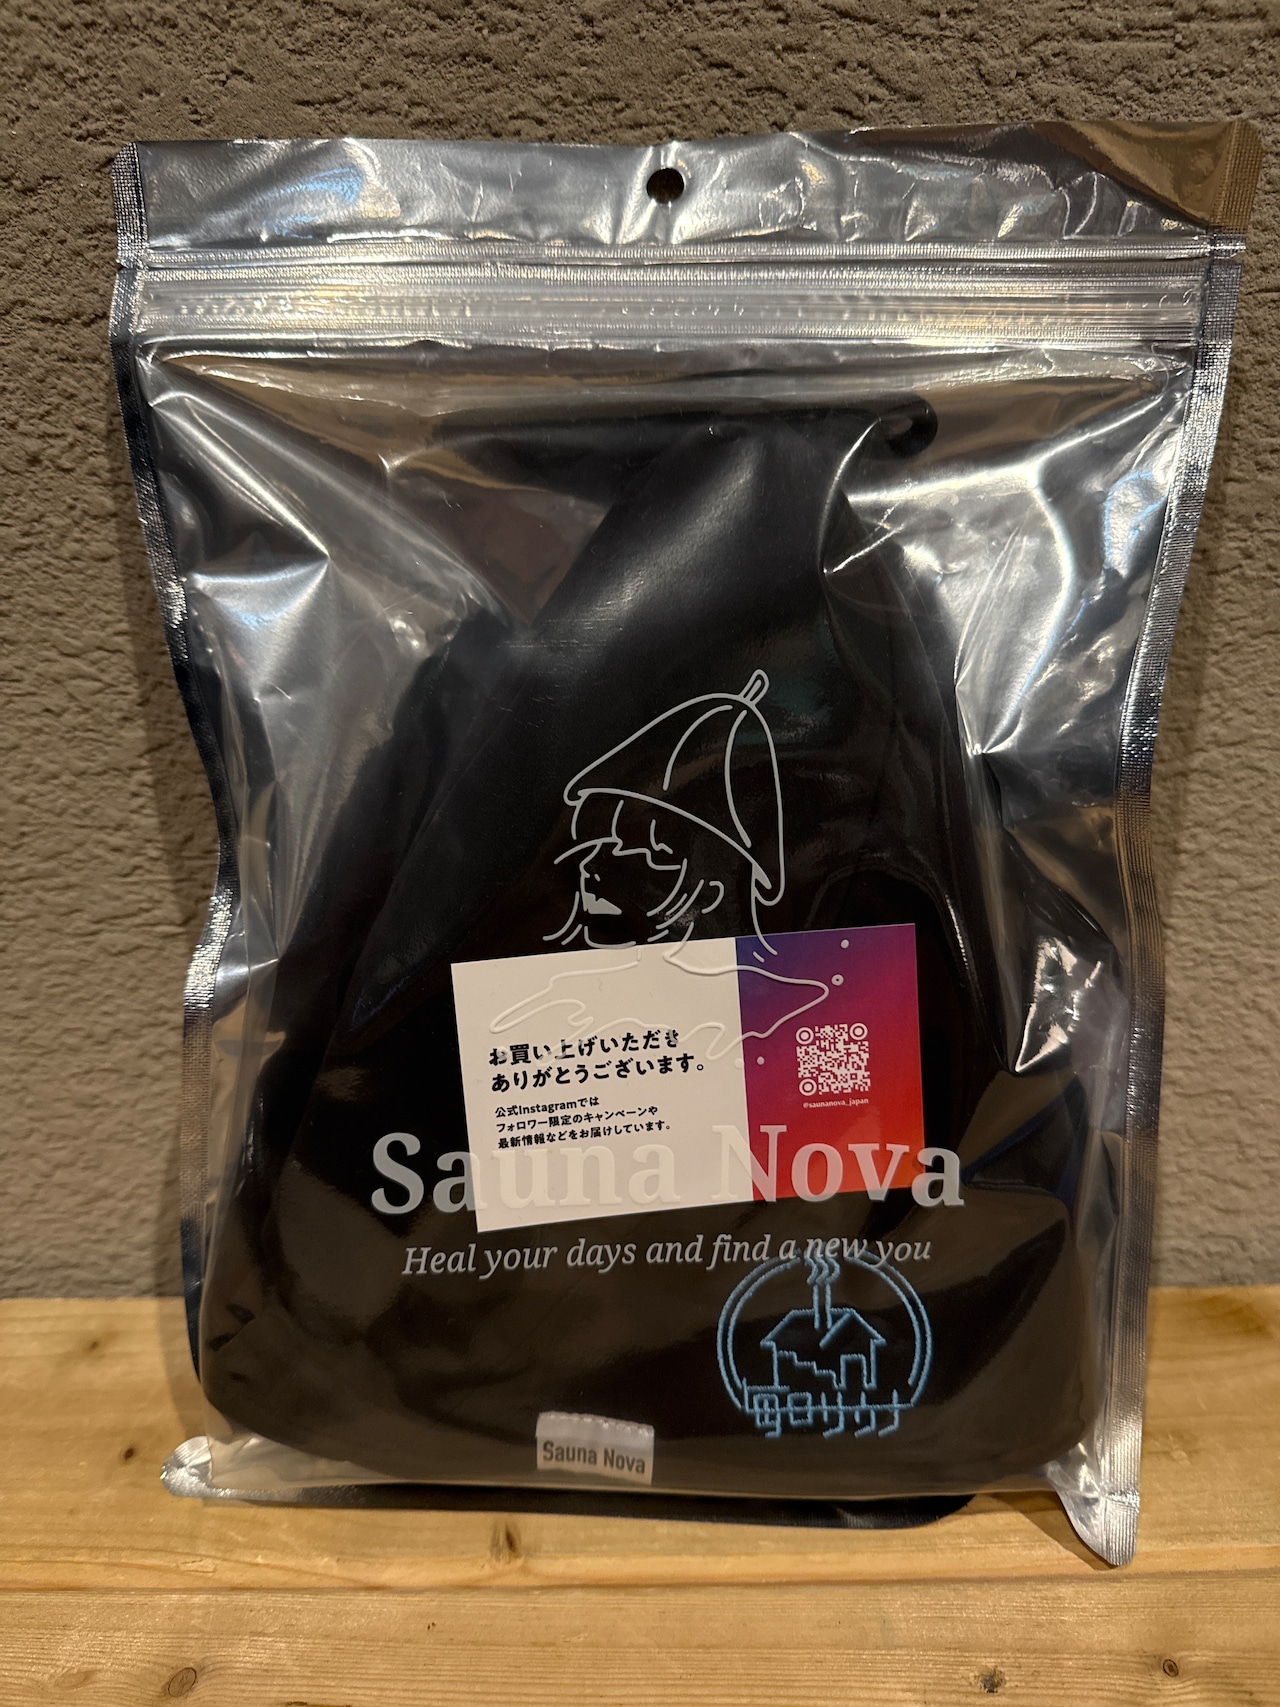 お買い上げいただき
ありがとうございます。
公式Instagramでは
フォロワー限定のキャンペーンや
最新情報などをお届けしています。
@saunanova_japan
Sauna Nova
Heal your days and find a new you
毎日サウナ
Sauna Nova